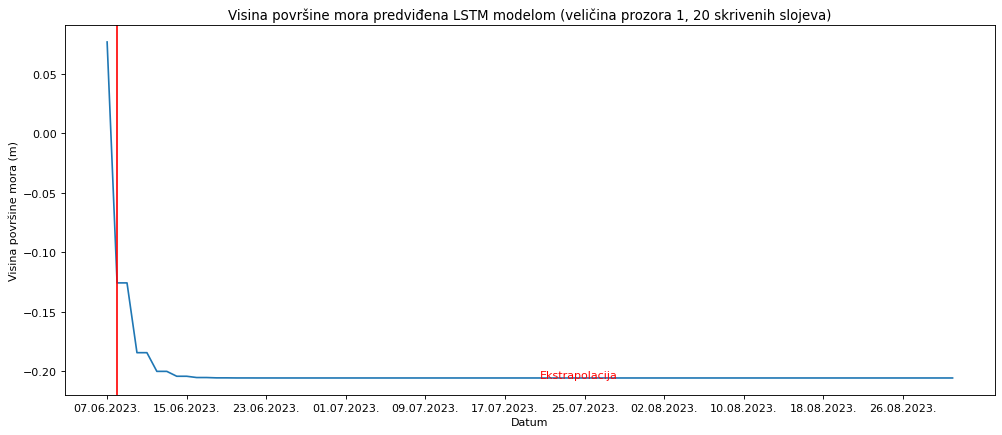 Visina površine mora predviđena LSTM modelom (veličina prozora 1, 20 skrivenih slojeva)
Visina površine mora (m)
0.05
0.00
−0.05
−0.10
−0.15
−0.20
Ekstrapolacija
07.06.2023. 15.06.2023. 23.06.2023. 01.07.2023. 09.07.2023. 17.07.2023. 25.07.2023. 02.08.2023. 10.08.2023. 18.08.2023. 26.08.2023.
Datum